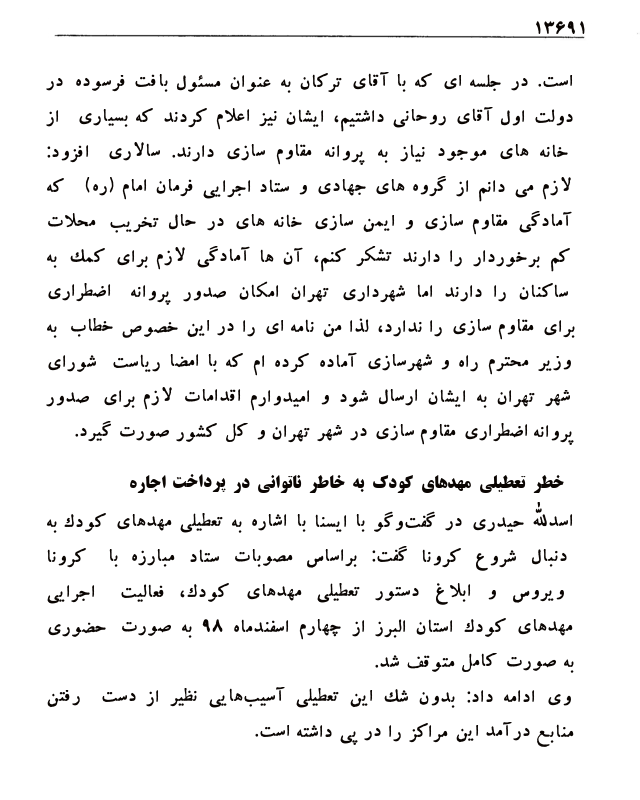 ۱۳۶۹۱
است. در جلسه ای که با آقای ترکان به عنوان مسئول بافت فرسوده در
دولت اول آقای روحانی داشتیم، ایشان نیز اعلام کردند که بسیاری از
خانه های موجود نیاز به پروانه مقاوم سازی دارند. سالاری افزود:
لازم می دانم از گروه های جهادی و ستاد اجرایی فرمان امام (ره) که
آمادگی مقاوم سازی و ایمن سازی خانه های در حال تخریب محلات
کم برخوردار را دارند تشکر کنم، آن ها آمادگی لازم برای کمك به
ساکنان را دارند اما شهرداری تهران امکان صدور پروانه اضطراری
برای مقاوم سازی را ندارد، لذا من نامه ای را در این خصوص خطاب به
وزیر محترم راه و شهرسازی آماده کرده ام که با امضا ریاست شورای
شهر تهران به ایشان ارسال شود و امیدوارم اقدامات لازم برای صدور
پروانه اضطراری مقاوم سازی در شهر تهران و کل کشور صورت گیرد.
خطر تعطیلی مهدهای کودک به خاطر ناتوانی در پرداخت اجاره
اسدالله حیدری در گفت‌وگو با ایسنا با اشاره به تعطیلی مهدهای کودك به
دنبال شروع کرونا گفت: براساس مصوبات ستاد مبارزه با کرونا
ویروس و ابلاغ دستور تعطیلی مهدهای کودك، فعالیت اجرایی
مهدهای کودك استان البرز از چهارم اسفندماه ۹۸ به صورت حضوری
به صورت کامل متوقف شد.
وی ادامه داد: بدون شك این تعطیلی آسیب‌هایی نظیر از دست رفتن
منابع درآمد این مراکز را در پی داشته است.